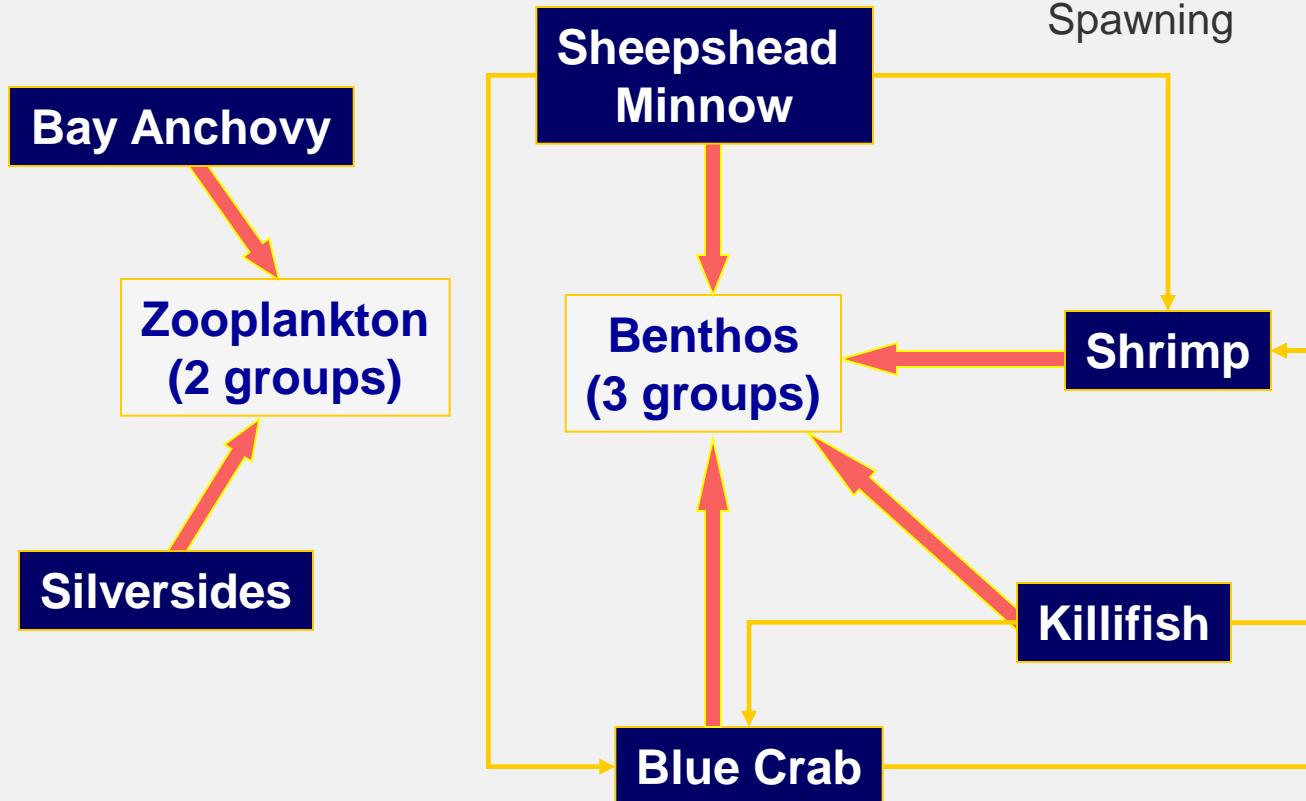 Spawning
Sheepshead
Minnow
Bay Anchovy
Zooplankton
(2 groups)
Benthos
(3 groups)
Shrimp
Silversides
Killifish
Blue Crab